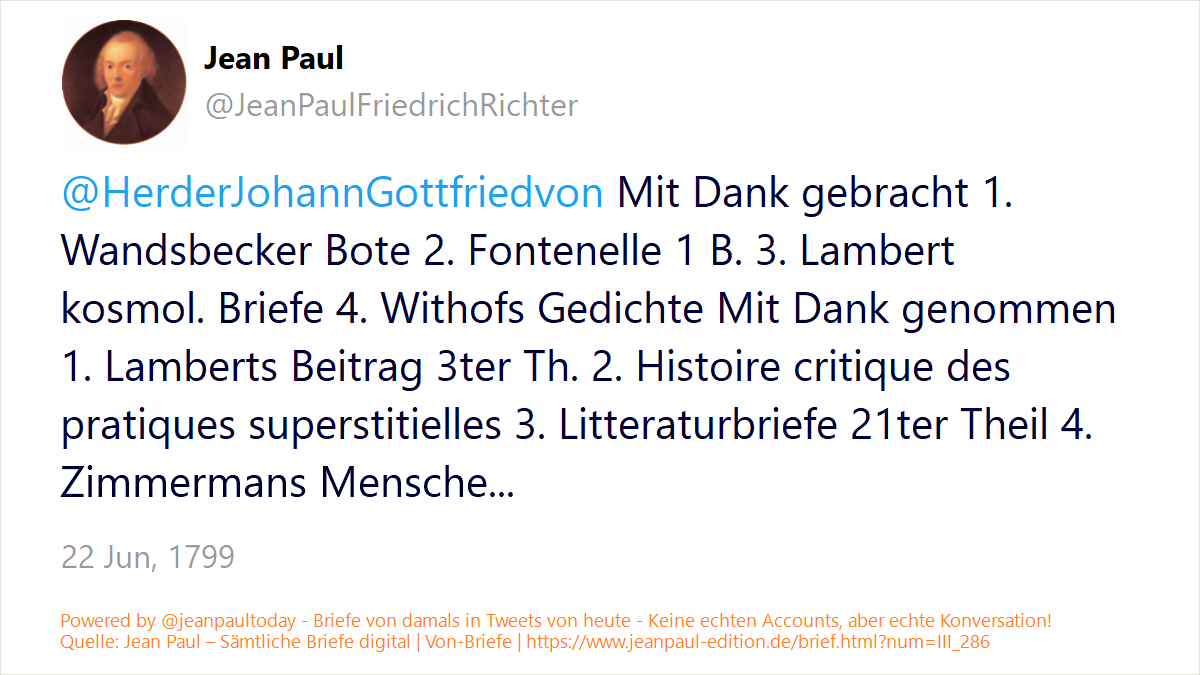 Jean Paul
@JeanPaulFriedrichRichter
@HerderJohannGottfriedvon Mit Dank gebracht 1.
Wandsbecker Bote 2. Fontenelle 1 B. 3. Lambert
kosmol. Briefe 4. Withofs Gedichte Mit Dank genommen
1. Lamberts Beitrag 3ter Th. 2. Histoire critique des
pratiques superstitielles 3. Litteraturbriefe 21ter Theil 4.
Zimmermans Mensche...
22 Jun, 1799
Powered by @jeanpaultoday - Briefe von damals in Tweets von heute - Keine echten Accounts, aber echte Konversation!
Quelle: Jean Paul – Sämtliche Briefe digital | Von-Briefe | https://www.jeanpaul-edition.de/brief.html?num=III_286